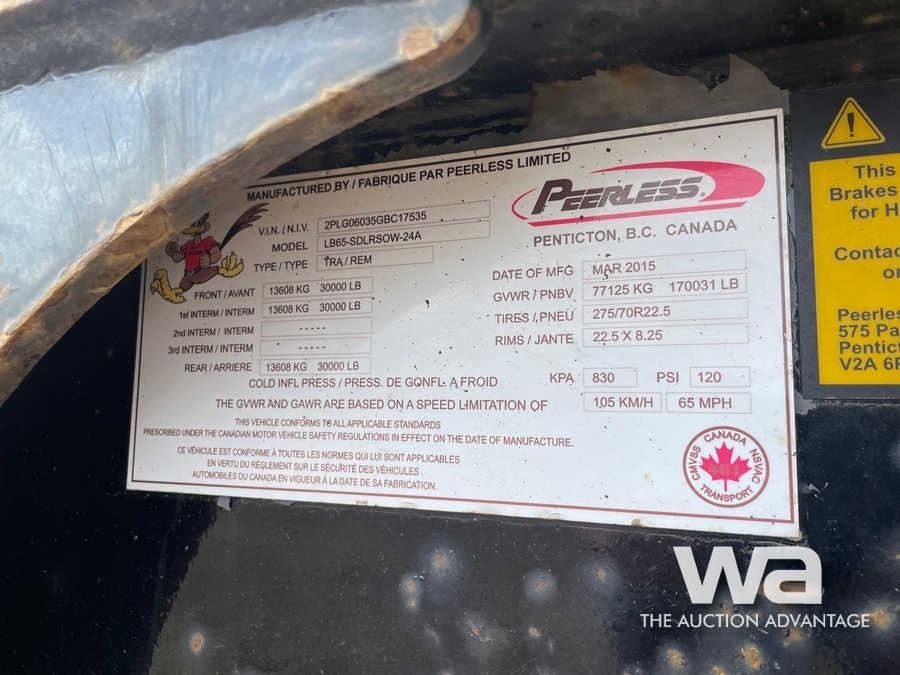 MANUFACTURED BY / FABRIQUE PAR PEERLESS LIMITED
PEERLESS
PENTICTON, B.C. CANADA
V.I.N. / N.I.V. 2PLG06035GBC17535
MODEL LB65-SDLRSOW-24A
TYPE / TYPE TRA / REM
FRONT / AVANT 13608 KG 30000 LB
1st INTERM / INTERM 13608 KG 30000 LB
2nd INTERM / INTERM -----
3rd INTERM / INTERM -----
REAR / ARRIERE 13608 KG 30000 LB
DATE OF MFG MAR 2015
GVWR / PNBV 77125 KG 170031 LB
TIRES / PNEU 275/70R22.5
RIMS / JANTE 22.5 X 8.25
COLD INFL PRESS / PRESS. DE GONFL. A FROID KPA 830 PSI 120
THE GVWR AND GAWR ARE BASED ON A SPEED LIMITATION OF 105 KM/H 65 MPH
THIS VEHICLE CONFORMS TO ALL APPLICABLE STANDARDS
PRESCRIBED UNDER THE CANADIAN MOTOR VEHICLE SAFETY REGULATIONS IN EFFECT ON THE DATE OF MANUFACTURE.
CE VÉHICULE EST CONFORME À TOUTES LES NORMES QUI LUI SONT APPLICABLES
EN VERTU DU RÈGLEMENT SUR LE SÉCURITÉ DES VÉHICULES
AUTOMOBILES DU CANADA EN VIGUEUR À LA DATE DE SA FABRICATION.
CANADA
CMVSS NSVAC
TRANSPORT
This
Brakes
for H
Contac
or
Peerle
575 Pa
Pentict
V2A 6
wa
THE AUCTION ADVANTAGE